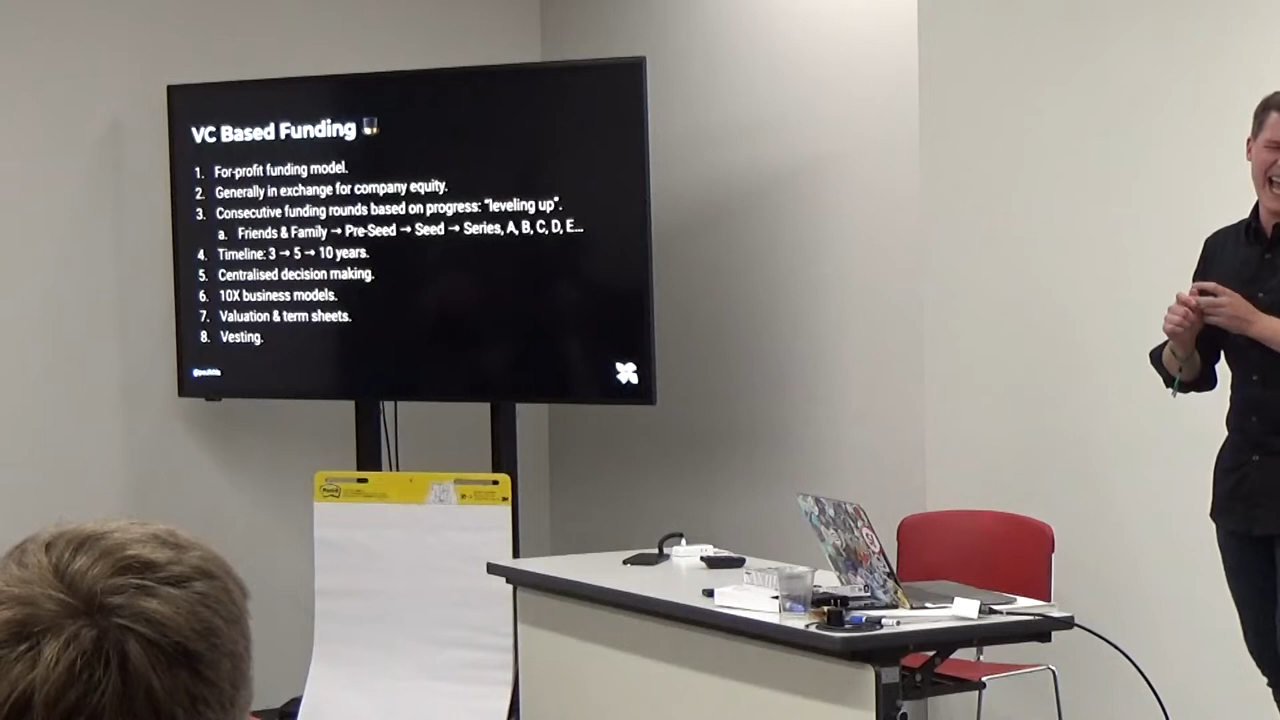 VC Based Funding
1. For-profit funding model.
2. Generally in exchange for company equity.
3. Consecutive funding rounds based on progress: “leveling up”.
a. Friends & Family → Pre-Seed → Seed → Series, A, B, C, D, E...
4. Timeline: 3 → 5 → 10 years.
5. Centralised decision making.
6. 10X business models.
7. Valuation & term sheets.
8. Vesting.
Post-it